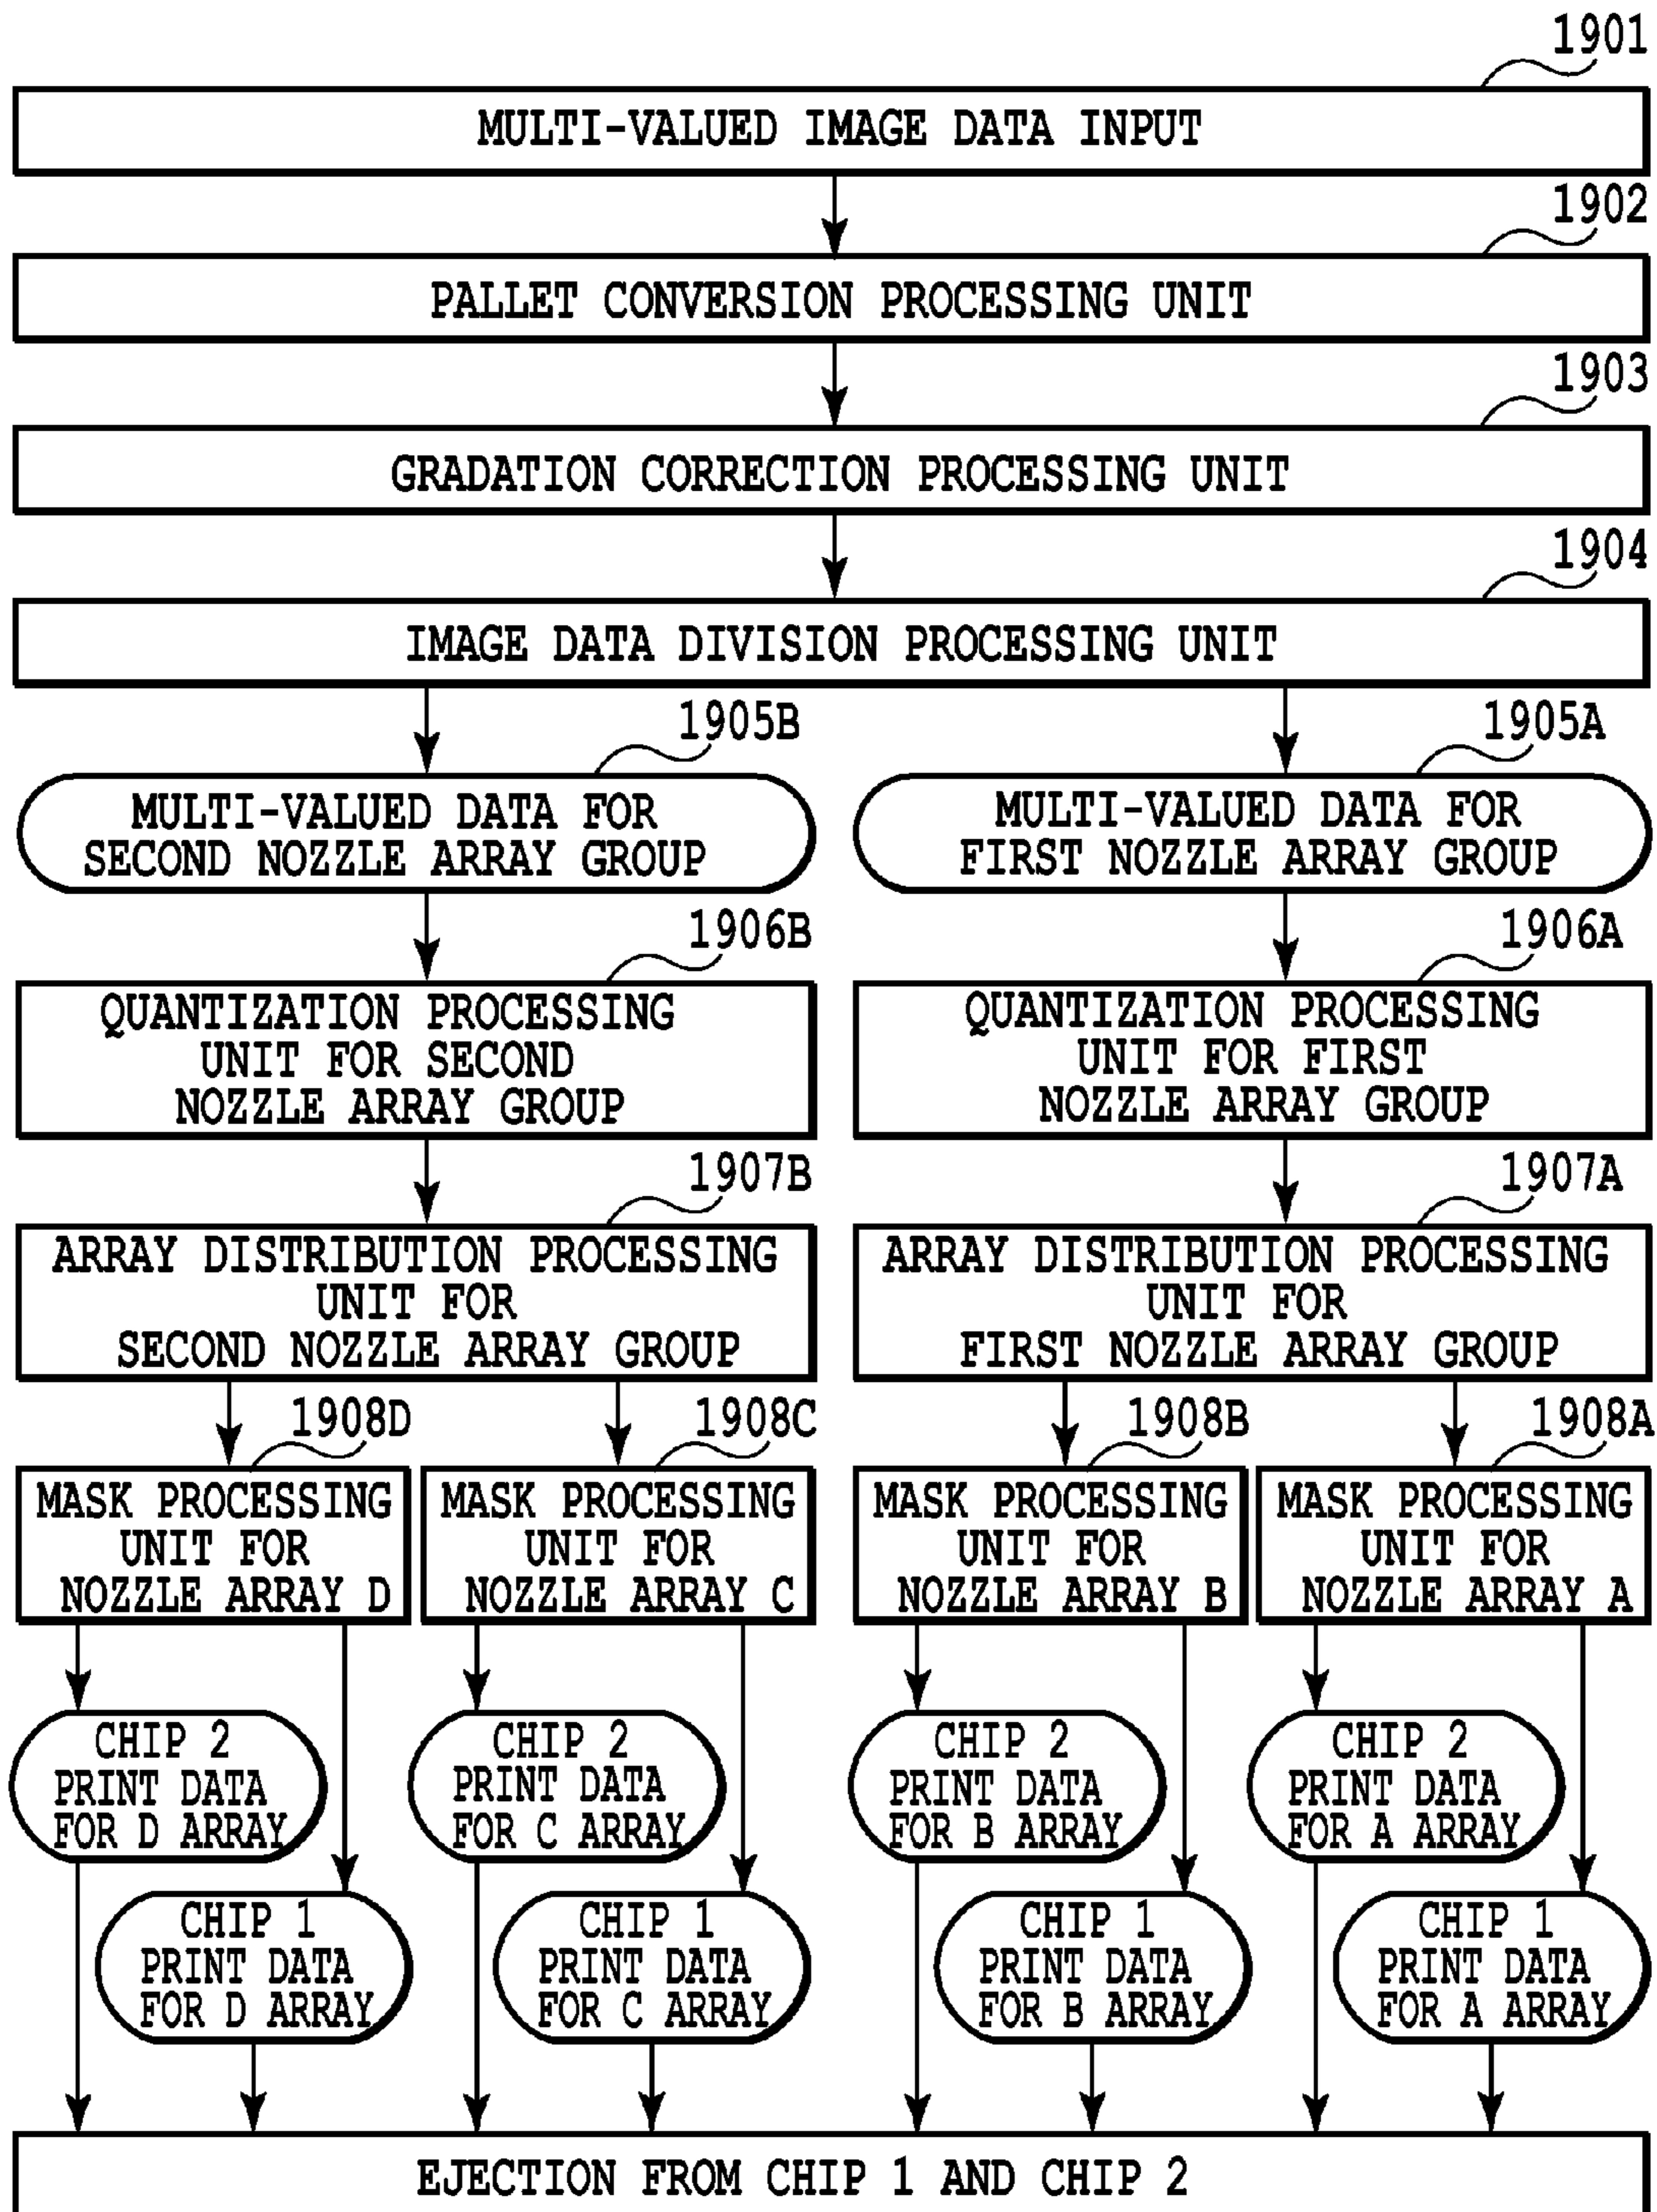 1901
MULTI-VALUED IMAGE DATA INPUT
1902
PALLET CONVERSION PROCESSING UNIT
1903
GRADATION CORRECTION PROCESSING UNIT
1904
IMAGE DATA DIVISION PROCESSING UNIT
1905B
MULTI-VALUED DATA FOR
SECOND NOZZLE ARRAY GROUP
1905A
MULTI-VALUED DATA FOR
FIRST NOZZLE ARRAY GROUP
1906B
QUANTIZATION PROCESSING
UNIT FOR SECOND
NOZZLE ARRAY GROUP
1906A
QUANTIZATION PROCESSING
UNIT FOR FIRST
NOZZLE ARRAY GROUP
1907B
ARRAY DISTRIBUTION PROCESSING
UNIT FOR
SECOND NOZZLE ARRAY GROUP
1907A
ARRAY DISTRIBUTION PROCESSING
UNIT FOR
FIRST NOZZLE ARRAY GROUP
1908D
MASK PROCESSING
UNIT FOR
NOZZLE ARRAY D
1908C
MASK PROCESSING
UNIT FOR
NOZZLE ARRAY C
1908B
MASK PROCESSING
UNIT FOR
NOZZLE ARRAY B
1908A
MASK PROCESSING
UNIT FOR
NOZZLE ARRAY A
CHIP 2
PRINT DATA
FOR D ARRAY
CHIP 2
PRINT DATA
FOR C ARRAY
CHIP 2
PRINT DATA
FOR B ARRAY
CHIP 2
PRINT DATA
FOR A ARRAY
CHIP 1
PRINT DATA
FOR D ARRAY
CHIP 1
PRINT DATA
FOR C ARRAY
CHIP 1
PRINT DATA
FOR B ARRAY
CHIP 1
PRINT DATA
FOR A ARRAY
EJECTION FROM CHIP 1 AND CHIP 2